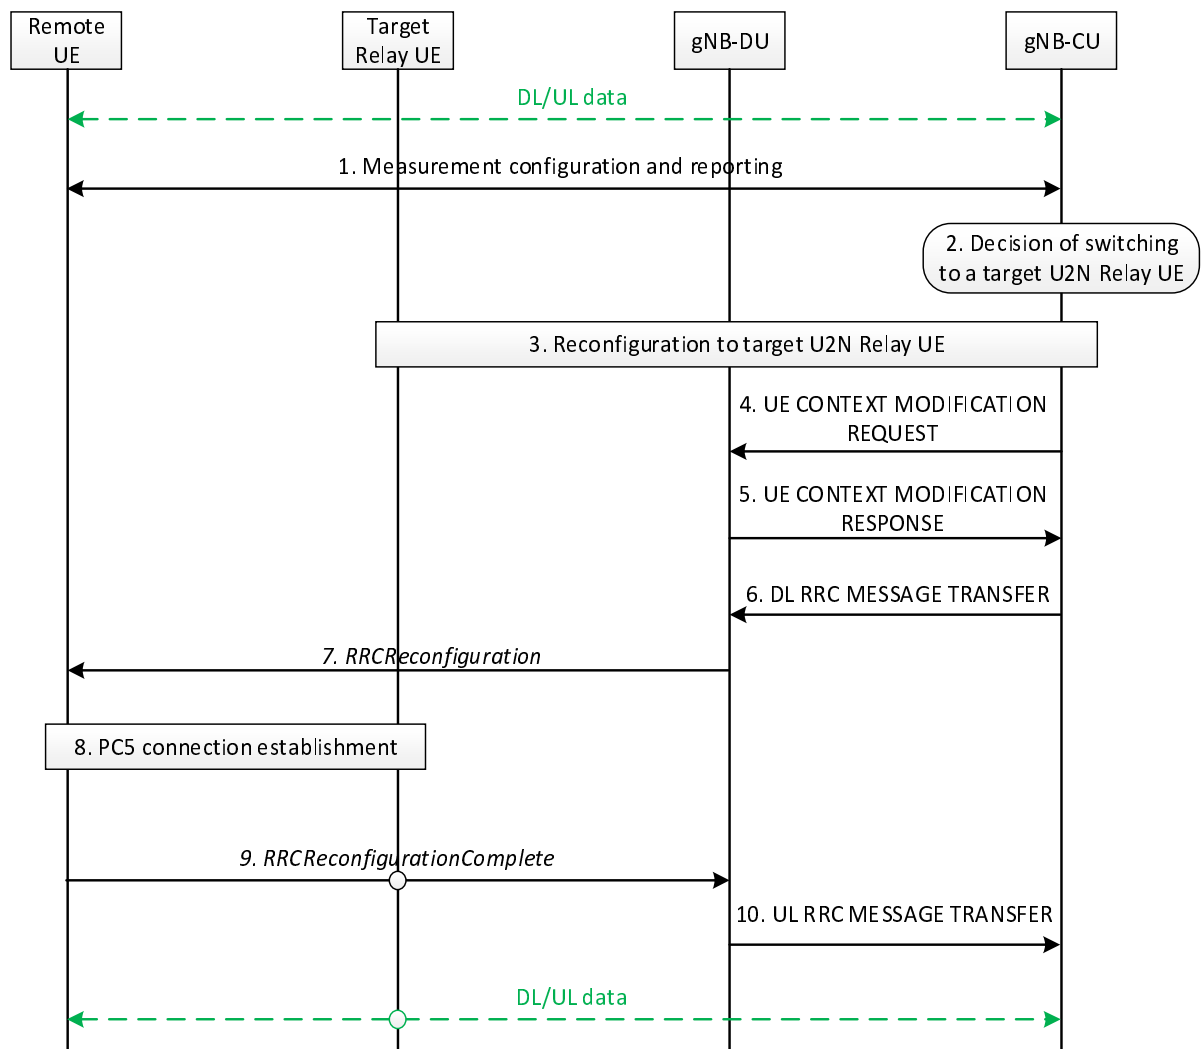 Remote
UE
Target
Relay UE
gNB-DU
gNB-CU
DL/UL data
1. Measurement configuration and reporting
2. Decision of switching
to a target U2N Relay UE
3. Reconfiguration to target U2N Relay UE
4. UE CONTEXT MODIFICATION
REQUEST
5. UE CONTEXT MODIFICATION
RESPONSE
6. DL RRC MESSAGE TRANSFER
7. RRCReconfiguration
8. PC5 connection establishment
9. RRCReconfigurationComplete
10. UL RRC MESSAGE TRANSFER
DL/UL data